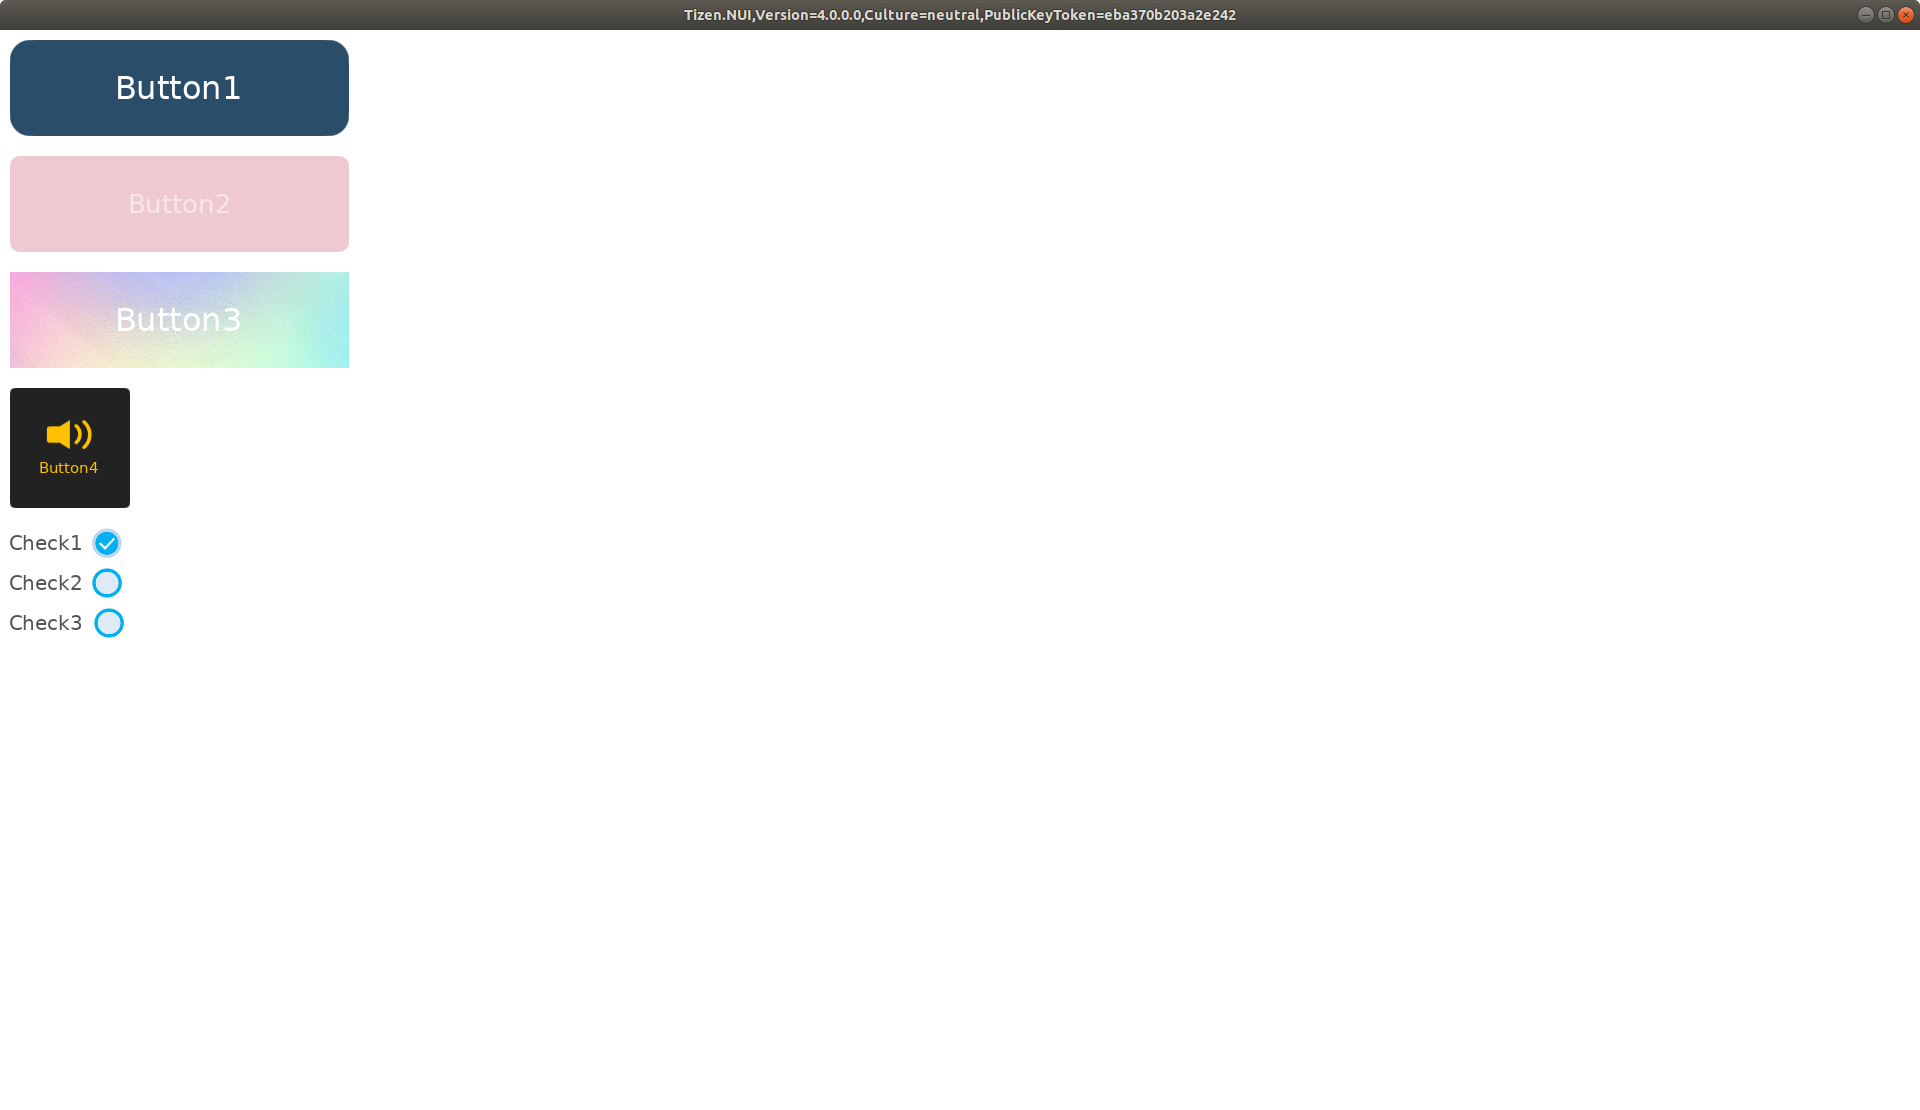 Tizen.NUI,Version=4.0.0.0,Culture=neutral,PublicKeyToken=eba370b203a2e242
Button1
Button2
Button3
Button4
Check1
Check2
Check3